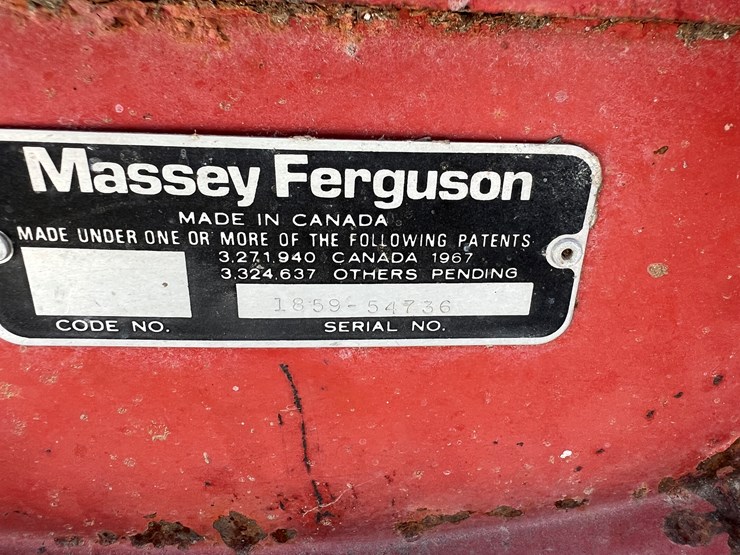 Massey Ferguson
MADE IN CANADA
MADE UNDER ONE OR MORE OF THE FOLLOWING PATENTS
3,271,940 CANADA 1967
3,324,637 OTHERS PENDING
1859-54736
CODE NO. SERIAL NO.